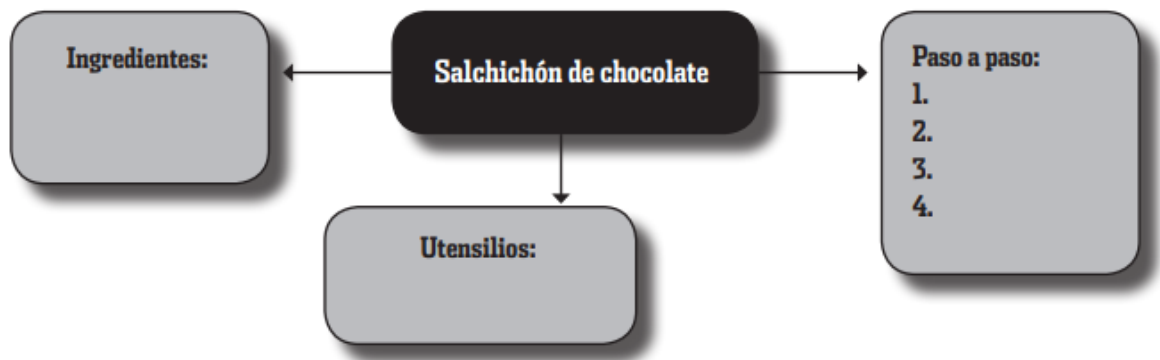 Salchichón de chocolate
Ingredientes:
Utensilios:
Paso a paso:
1.
2.
3.
4.